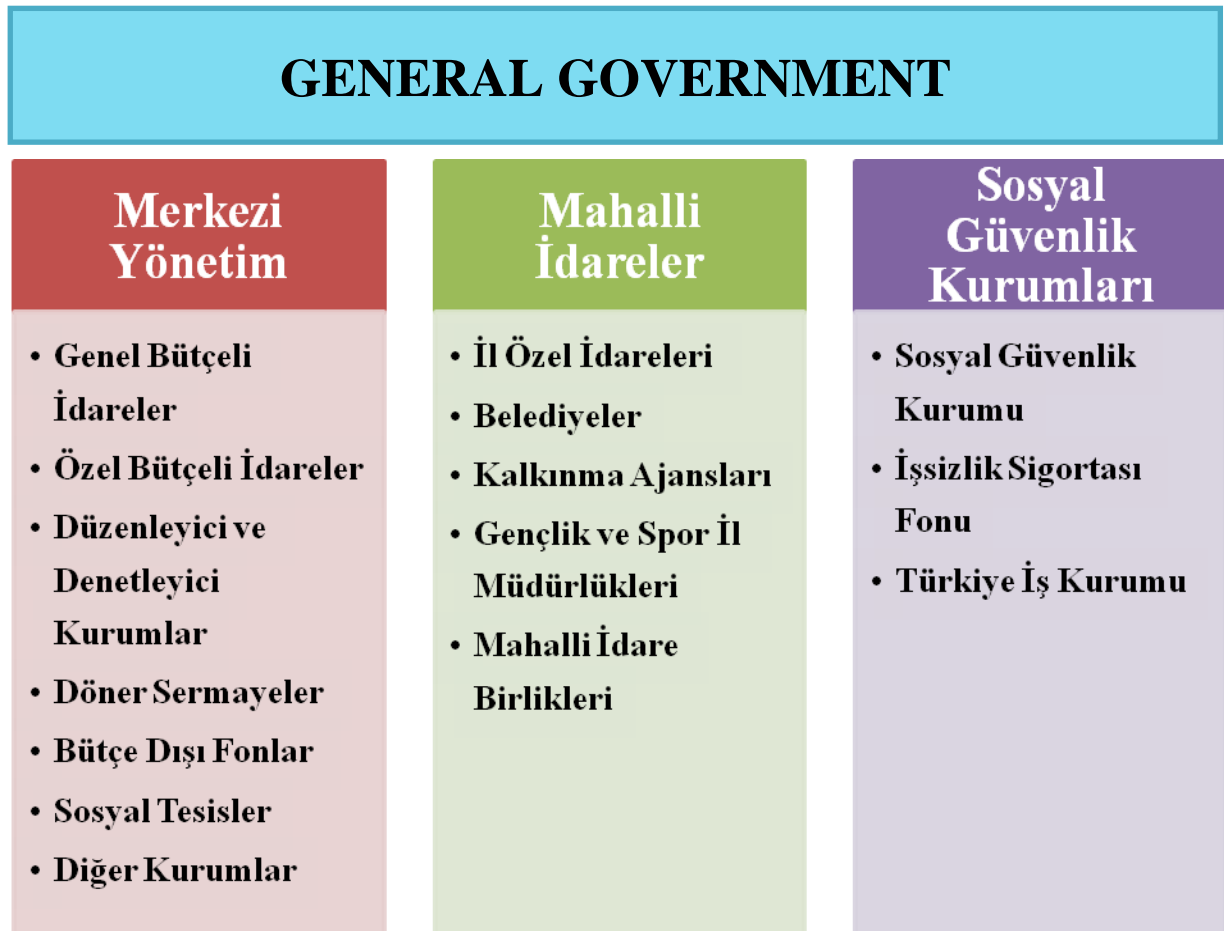 GENERAL GOVERNMENT
Merkezi
Yönetim
• Genel Bütçeli
İdareler
• Özel Bütçeli İdareler
• Düzenleyici ve
Denetleyici
Kurumlar
• Döner Sermayeler
• Bütçe Dışı Fonlar
• Sosyal Tesisler
• Diğer Kurumlar
Mahalli
İdareler
• İl Özel İdareleri
• Belediyeler
• Kalkınma Ajansları
• Gençlik ve Spor İl
Müdürlükleri
• Mahalli İdare
Birlikleri
Sosyal
Güvenlik
Kurumları
• Sosyal Güvenlik
Kurumu
• İşsizlik Sigortası
Fonu
• Türkiye İş Kurumu